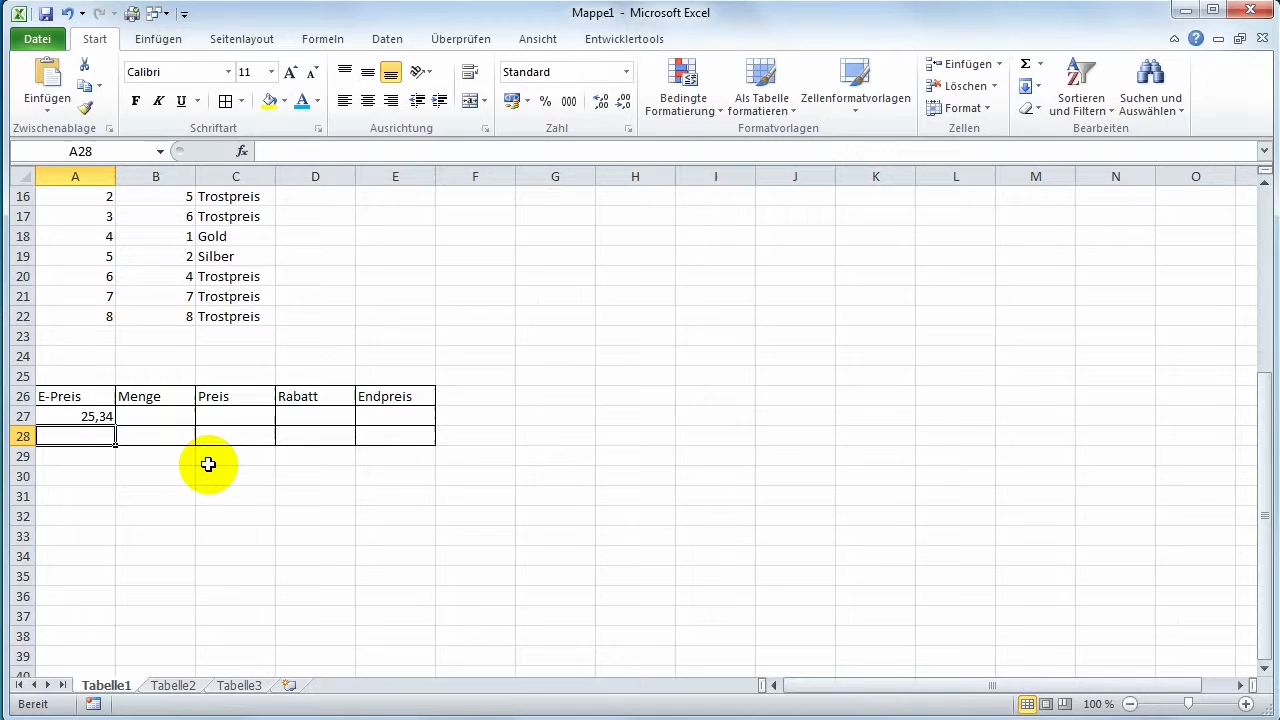 Mappe1 - Microsoft Excel
Datei Start Einfügen Seitenlayout Formeln Daten Überprüfen Ansicht Entwicklertools
Einfügen
Zwischenablage
Calibri 11
F K U
Schriftart
Ausrichtung
Standard
% 000
Zahl
Bedingte Formatierung
Als Tabelle formatieren
Zellenformatvorlagen
Formatvorlagen
Einfügen
Löschen
Format
Zellen
Σ
Sortieren und Filtern
Suchen und Auswählen
Bearbeiten
A28 fx
A B C D E F G H I J K L M N O
16 2 5 Trostpreis
17 3 6 Trostpreis
18 4 1 Gold
19 5 2 Silber
20 6 4 Trostpreis
21 7 7 Trostpreis
22 8 8 Trostpreis
23
24
25
26 E-Preis Menge Preis Rabatt Endpreis
27 25,34
28
29
30
31
32
33
34
35
36
37
38
39
40
Tabelle1 Tabelle2 Tabelle3
Bereit 100 %